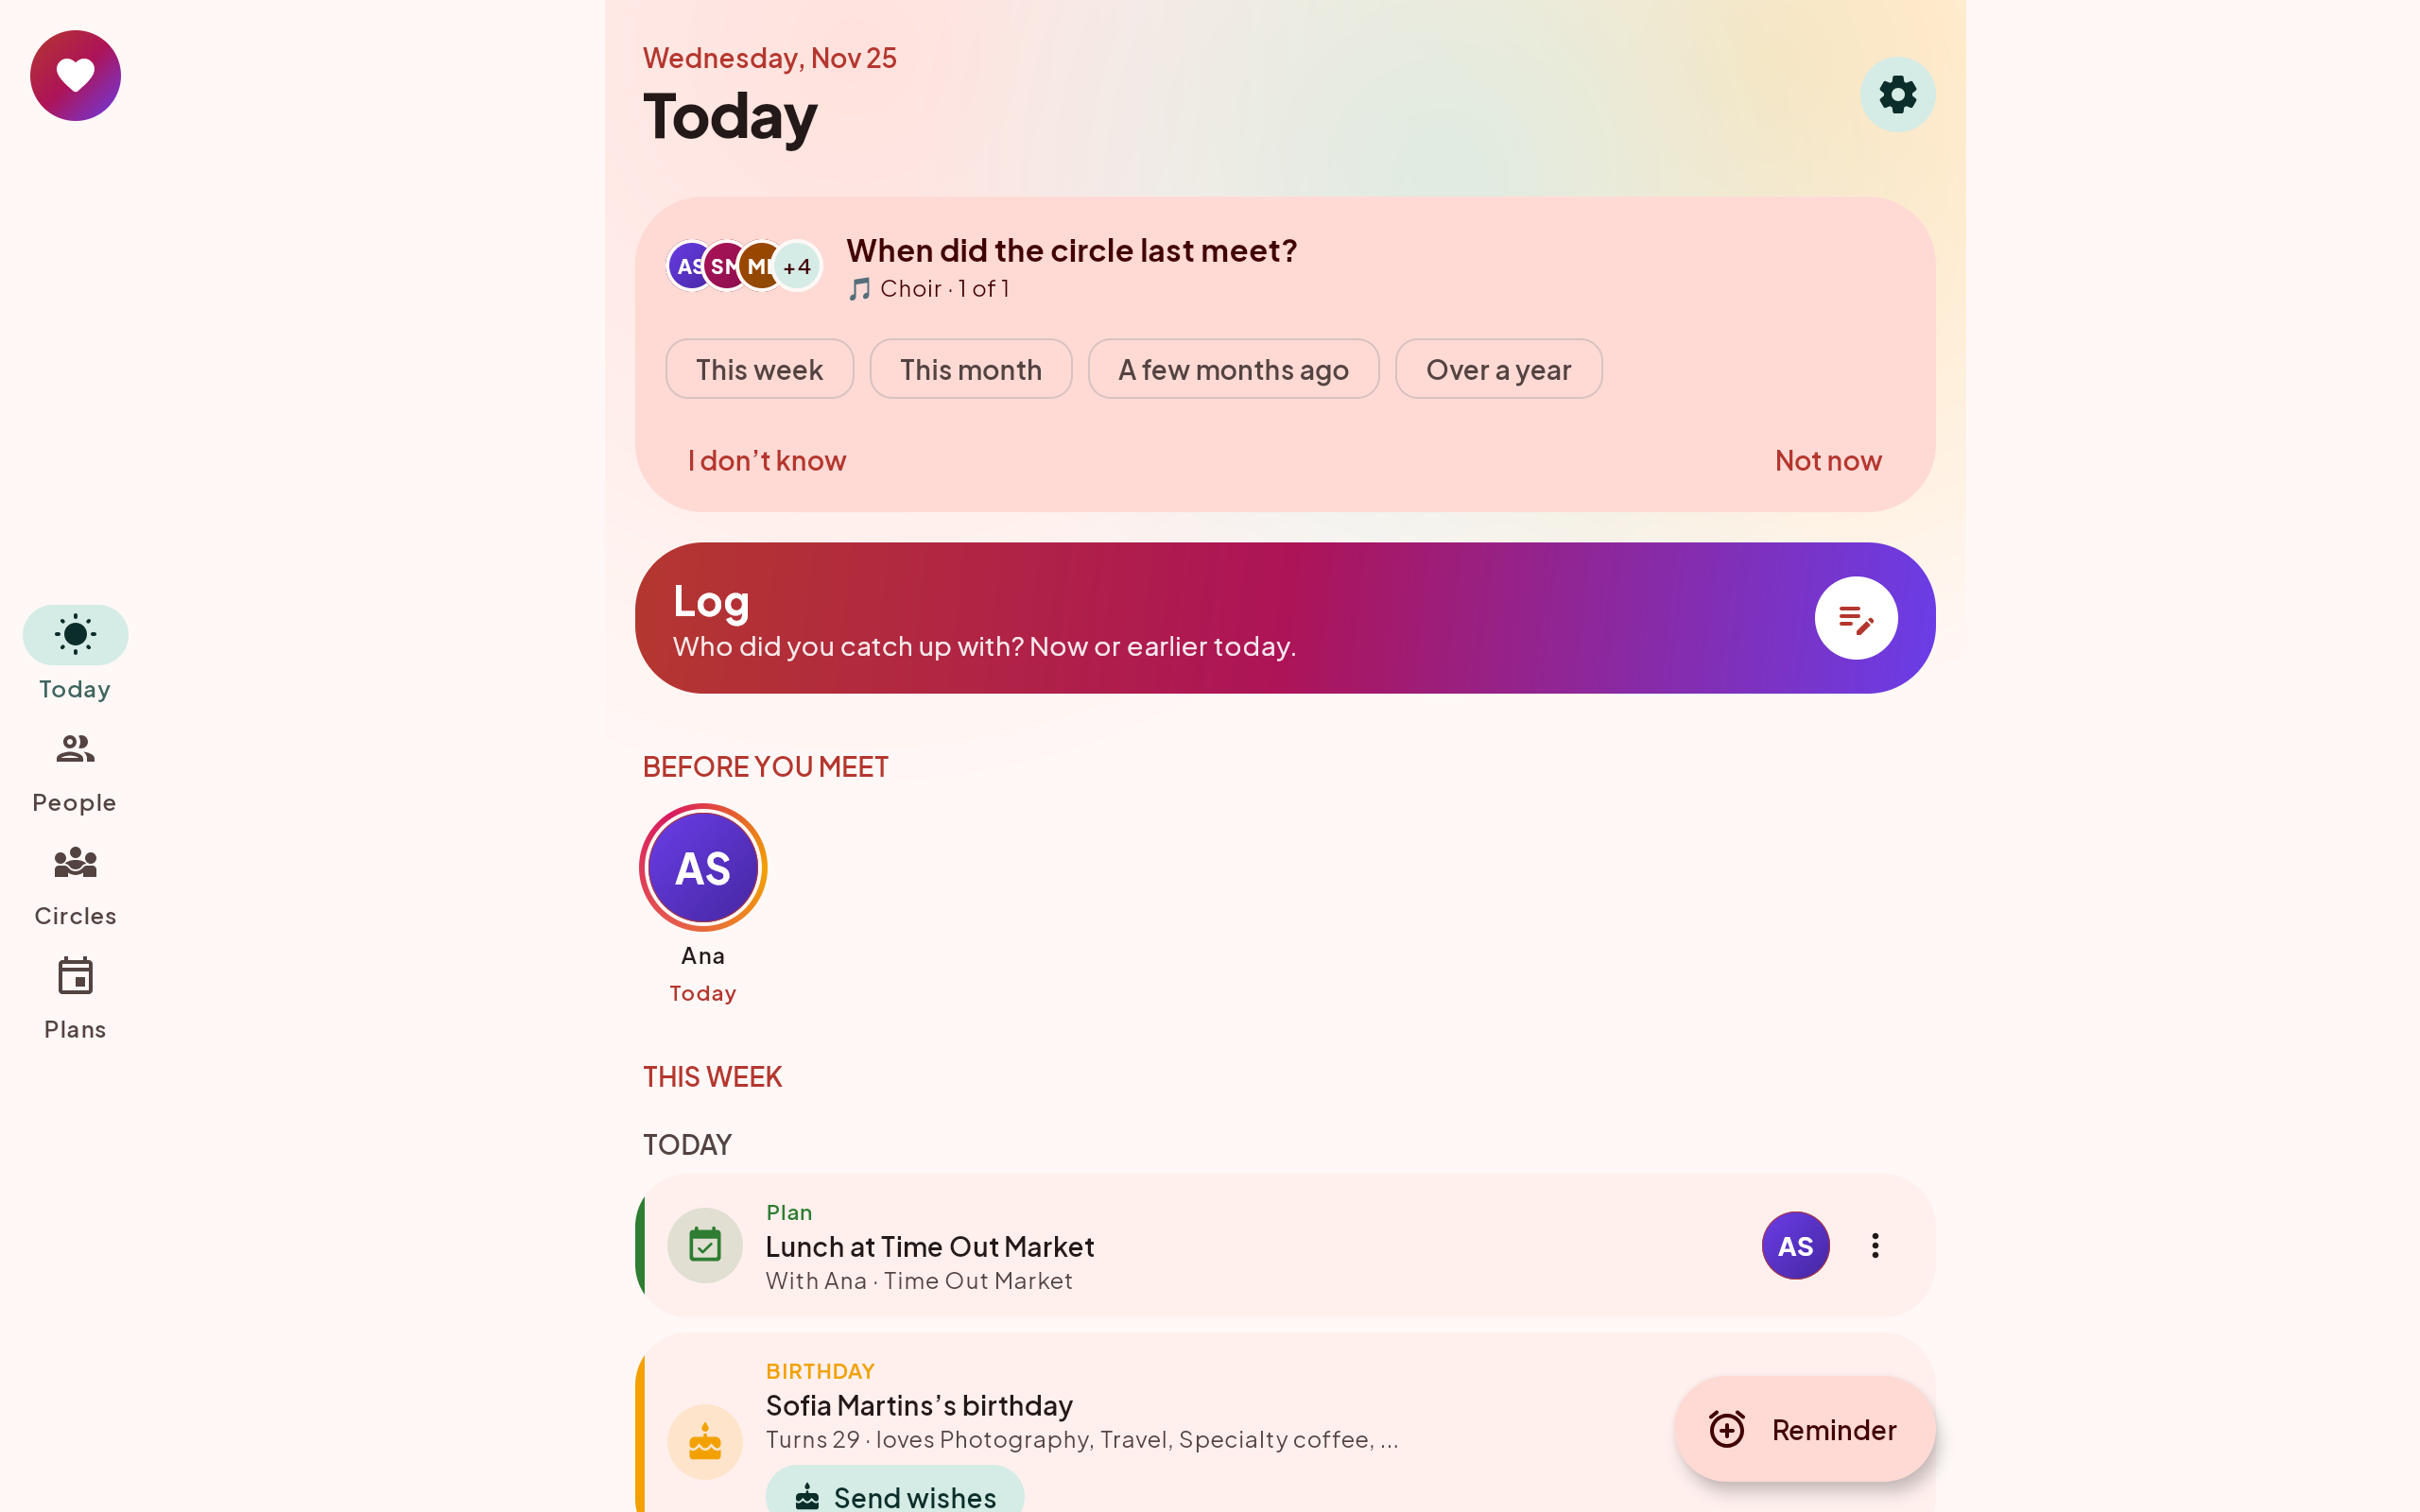 Wednesday, Nov 25
Today
AS SM +4
When did the circle last meet?
🎵 Choir · 1 of 1
This week
This month
A few months ago
Over a year
I don’t know
Not now
Log
Who did you catch up with? Now or earlier today.
Today
People
Circles
Plans
BEFORE YOU MEET
AS
Ana
Today
THIS WEEK
TODAY
Plan
Lunch at Time Out Market
With Ana · Time Out Market
AS
BIRTHDAY
Sofia Martins’s birthday
Turns 29 · loves Photography, Travel, Specialty coffee, ...
Send wishes
Reminder